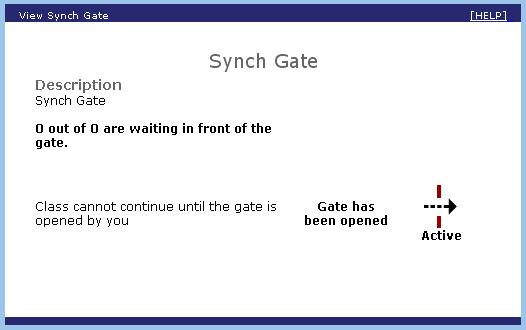 View Synch Gate
[HELP]
Synch Gate
Description
Synch Gate
0 out of 0 are waiting in front of the
gate.
Class cannot continue until the gate is
opened by you
Gate has
been opened
Active